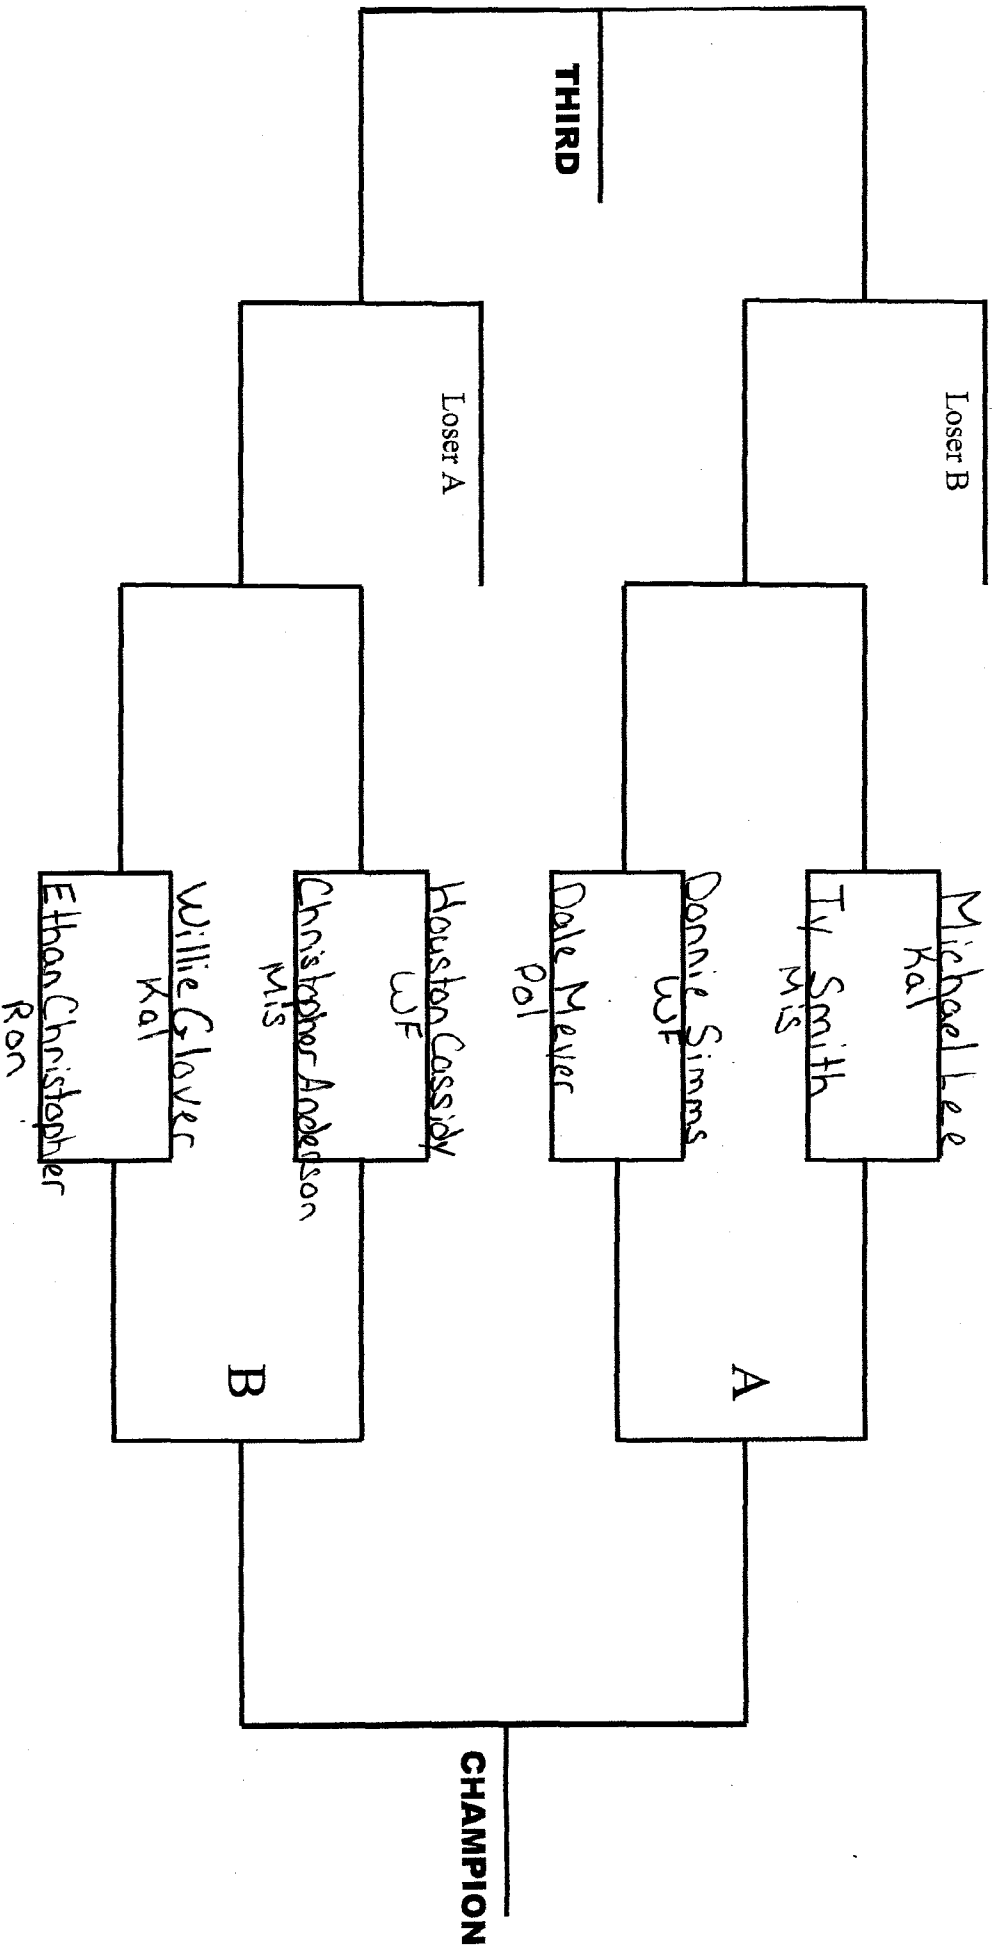 Michael Lee
Kal
Ty Smith
Mis
Donnie Simms
WF
Dale Meyer
Pol
Houston Cassidy
WF
Christopher Anderson
Mis
Willie Glover
Kal
Ethan Christopher
Ron
Loser B
Loser A
A
B
THIRD
CHAMPION